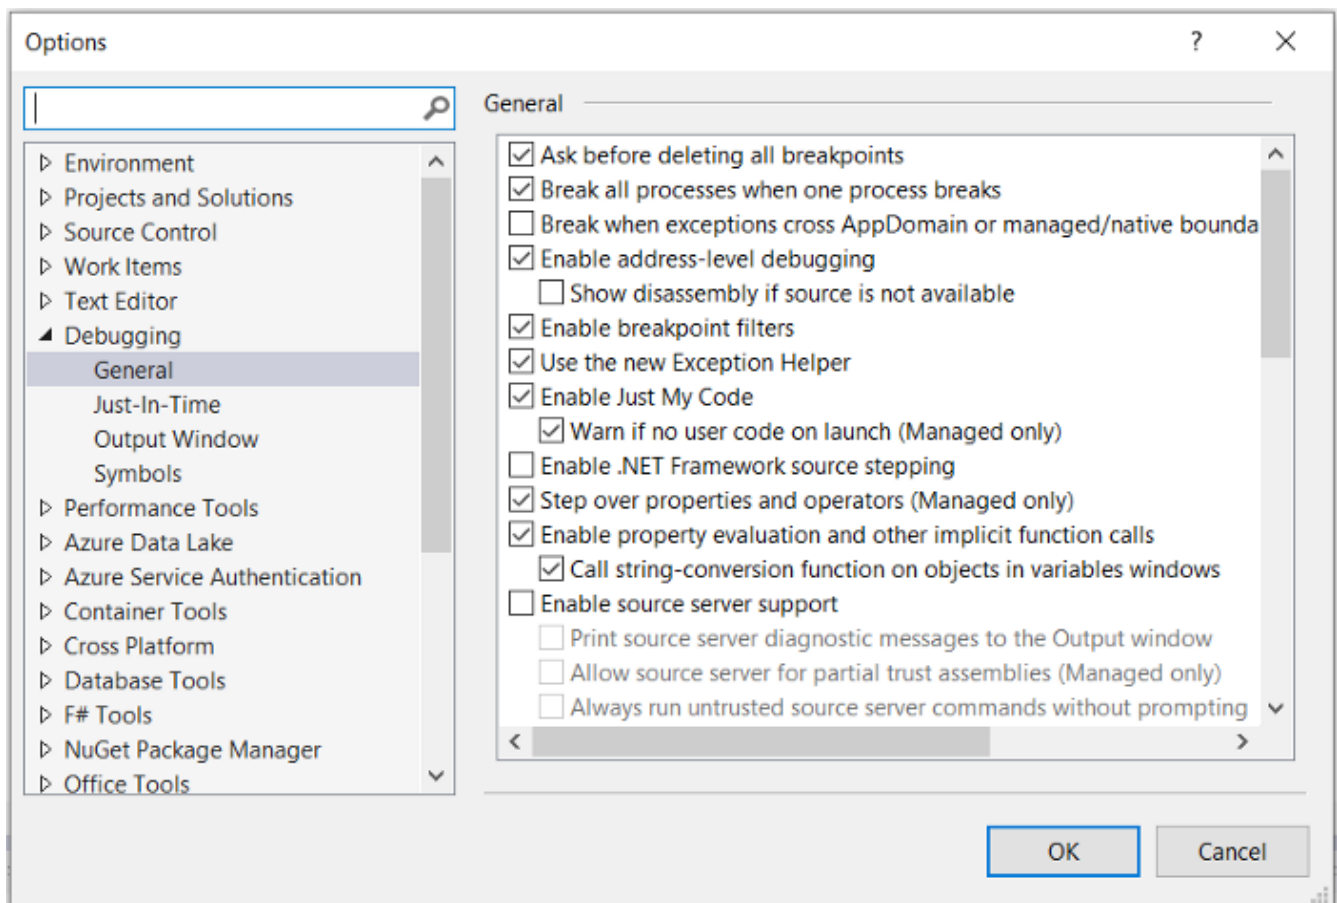 Options
?
General
Environment
Projects and Solutions
Source Control
Work Items
Text Editor
Debugging
General
Just-In-Time
Output Window
Symbols
Performance Tools
Azure Data Lake
Azure Service Authentication
Container Tools
Cross Platform
Database Tools
F# Tools
NuGet Package Manager
Office Tools
Ask before deleting all breakpoints
Break all processes when one process breaks
Break when exceptions cross AppDomain or managed/native bounda
Enable address-level debugging
Show disassembly if source is not available
Enable breakpoint filters
Use the new Exception Helper
Enable Just My Code
Warn if no user code on launch (Managed only)
Enable .NET Framework source stepping
Step over properties and operators (Managed only)
Enable property evaluation and other implicit function calls
Call string-conversion function on objects in variables windows
Enable source server support
Print source server diagnostic messages to the Output window
Allow source server for partial trust assemblies (Managed only)
Always run untrusted source server commands without prompting
OK
Cancel